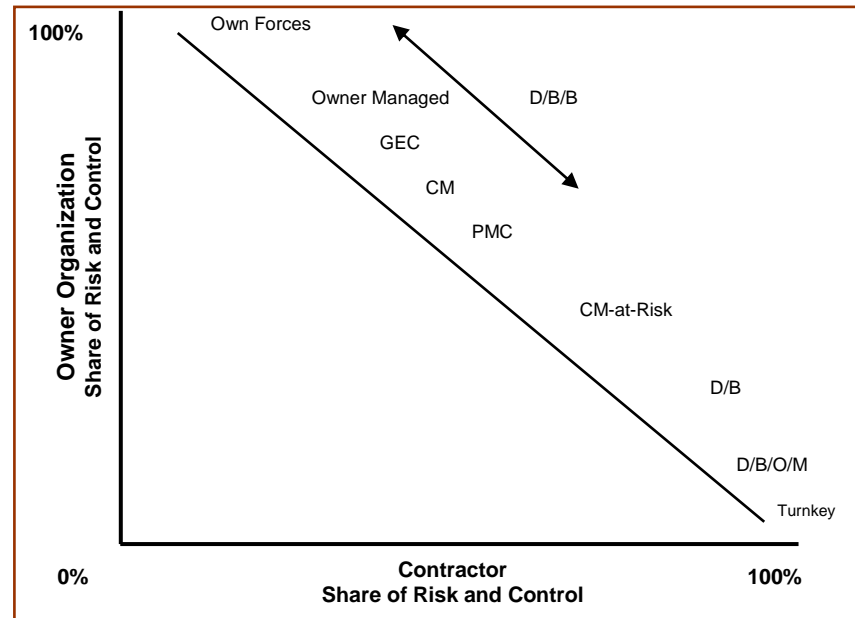 100%
Own Forces
Owner Managed
D/B/B
GEC
CM
PMC
Owner Organization
Share of Risk and Control
CM-at-Risk
D/B
D/B/O/M
Turnkey
0%
Contractor
100%
Share of Risk and Control